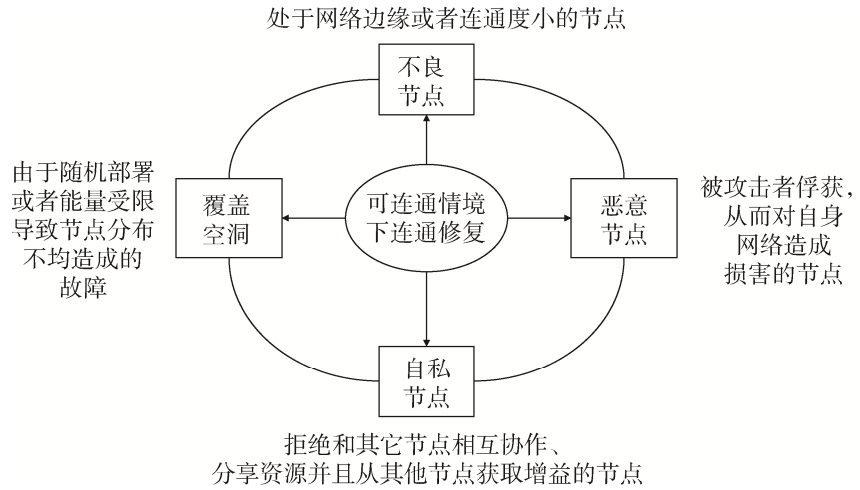 处于网络边缘或者连通度小的节点
不良
节点
由于随机部署
或者能量受限
导致节点分布
不均造成的
故障
覆盖
空洞
可连通情境
下连通修复
恶意
节点
被攻击者俘获，
从而对自身
网络造成
损害的节点
自私
节点
拒绝和其它节点相互协作、
分享资源并且从其他节点获取增益的节点